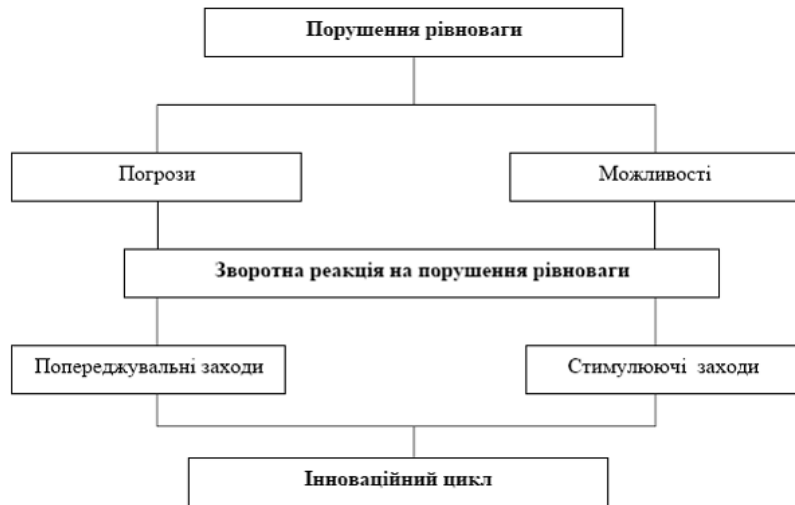 Порушення рівноваги
Погрози
Можливості
Зворотна реакція на порушення рівноваги
Попереджувальні заходи
Стимулюючі заходи
Інноваційний цикл